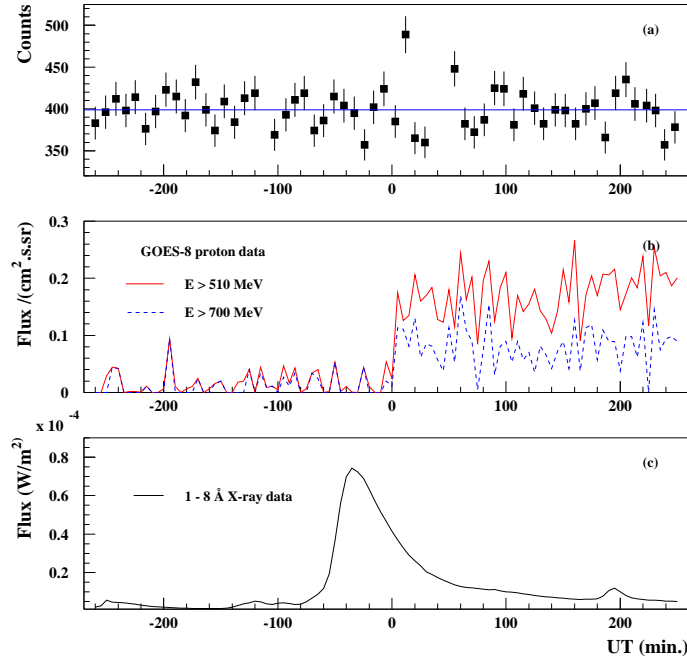 Counts
500
450
400
350
(a)
-200 -100 0 100 200
Flux /(cm².s.sr)
0.3
0.2
0.1
0
(b)
GOES-8 proton data
E > 510 MeV
E > 700 MeV
-200 -100 0 100 200
x 10⁻⁴
Flux (W/m²)
0.8
0.6
0.4
0.2
(c)
1 - 8 Å X-ray data
-200 -100 0 100 200
UT (min.)